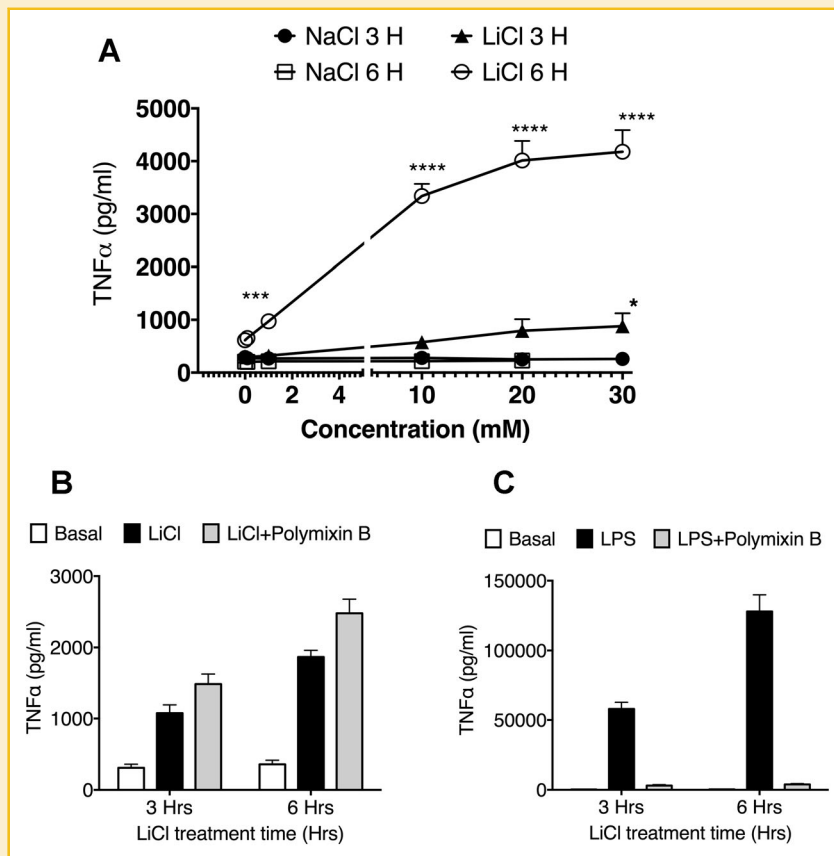 A
NaCl 3 H LiCl 3 H
NaCl 6 H LiCl 6 H
TNFα (pg/ml)
5000
4000
3000
2000
1000
0
***
****
****
****
*
0 2 4 10 20 30
Concentration (mM)
B
Basal LiCl LiCl+Polymixin B
TNFα (pg/ml)
3000
2000
1000
0
3 Hrs 6 Hrs
LiCl treatment time (Hrs)
C
Basal LPS LPS+Polymixin B
TNFα (pg/ml)
150000
100000
50000
0
3 Hrs 6 Hrs
LiCl treatment time (Hrs)